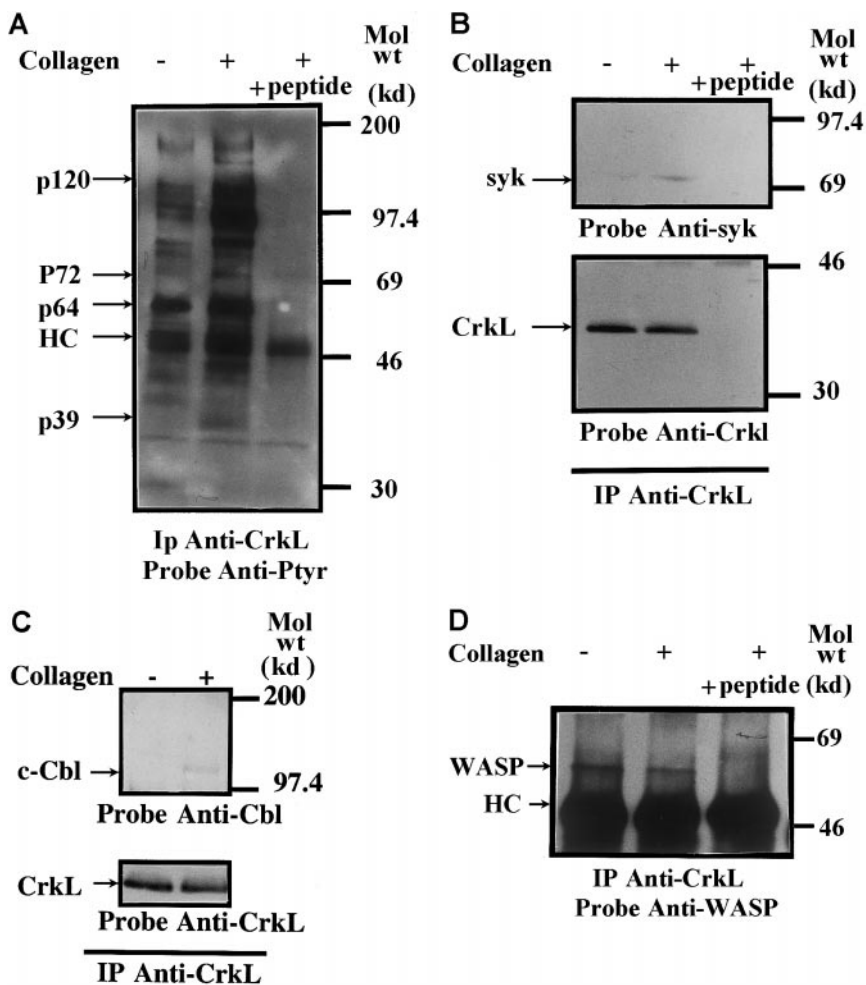 A
Mol
wt
(kd)
Collagen - + +
+peptide
200
p120
97.4
P72
69
p64
HC
46
p39
30
Ip Anti-CrkL
Probe Anti-Ptyr
B
Mol
wt
(kd)
Collagen - + +
+peptide
97.4
syk
69
Probe Anti-syk
46
CrkL
30
Probe Anti-Crkl
IP Anti-CrkL
C
Mol
wt
(kd)
Collagen - +
200
c-Cbl
97.4
Probe Anti-Cbl
CrkL
Probe Anti-CrkL
IP Anti-CrkL
D
Mol
wt
Collagen - + +
+peptide (kd)
69
WASP
HC
46
IP Anti-CrkL
Probe Anti-WASP